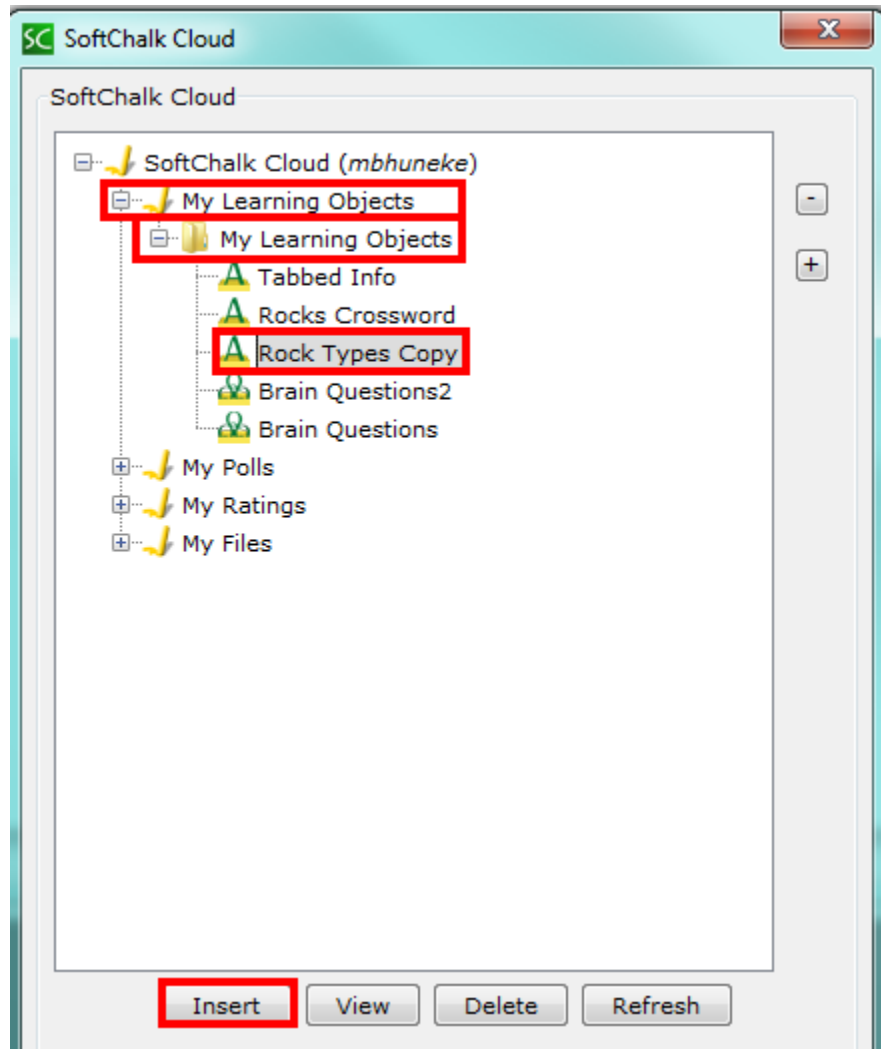 SC SoftChalk Cloud X
SoftChalk Cloud
SoftChalk Cloud (mbhuneke)
My Learning Objects
My Learning Objects
A Tabbed Info
A Rocks Crossword
A Rock Types Copy
Brain Questions2
Brain Questions
My Polls
My Ratings
My Files
-
+
Insert View Delete Refresh